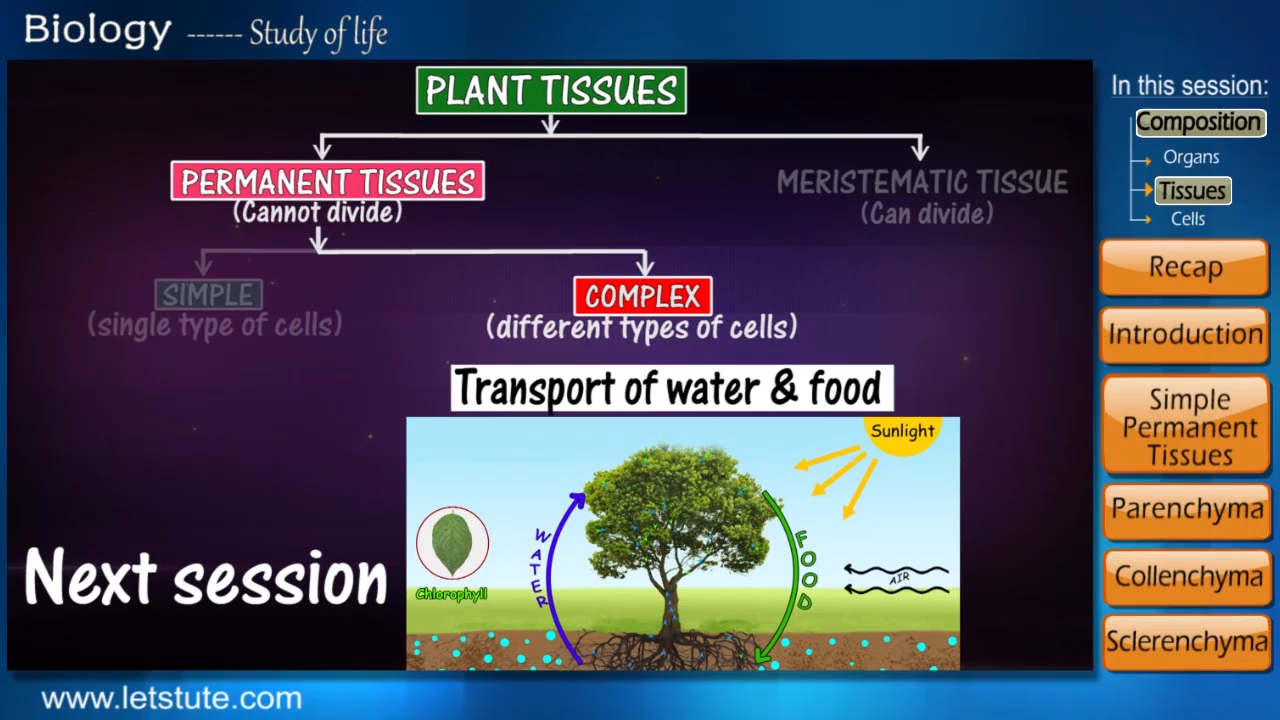 Biology ------ Study of life
PLANT TISSUES
PERMANENT TISSUES
(Cannot divide)
MERISTEMATIC TISSUE
(Can divide)
SIMPLE
(single type of cells)
COMPLEX
(different types of cells)
Transport of water & food
Sunlight
Chlorophyll
WATER
FOOD
AIR
Next session
In this session:
Composition
Organs
Tissues
Cells
Recap
Introduction
Simple
Permanent
Tissues
Parenchyma
Collenchyma
Sclerenchyma
www.letstute.com